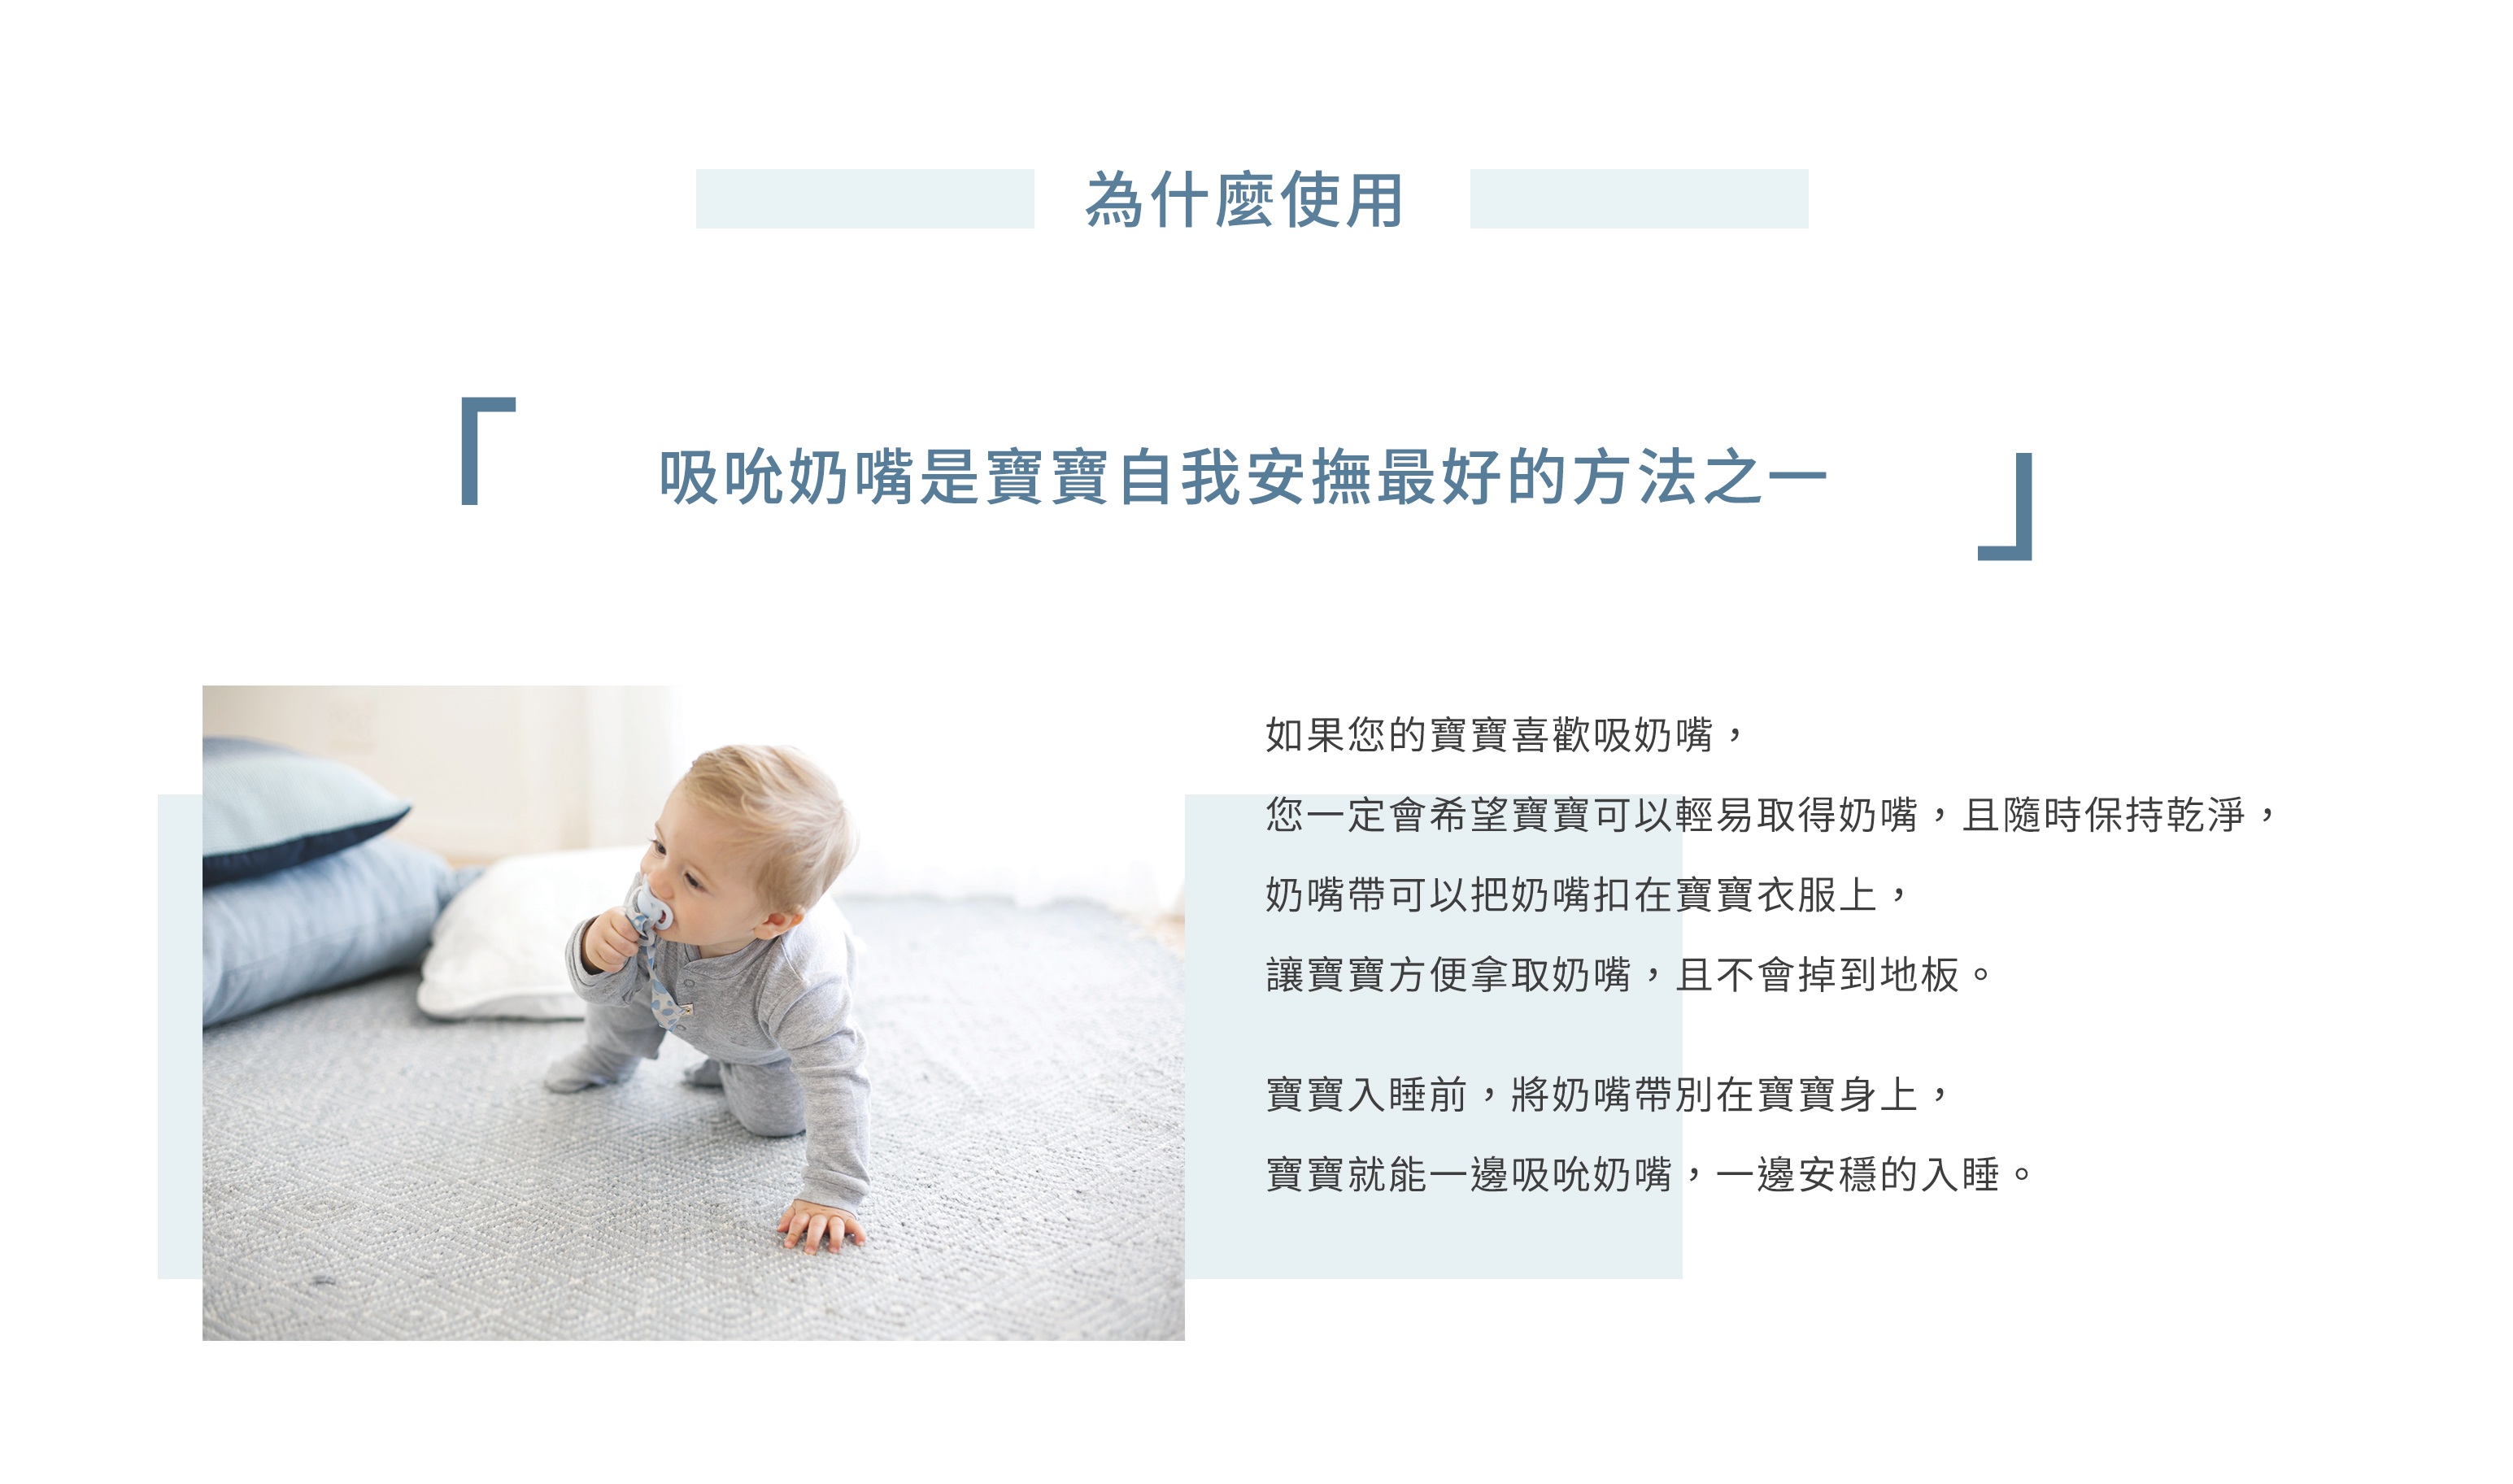 為什麼使用
「吸吮奶嘴是寶寶自我安撫最好的方法之一」
如果您的寶寶喜歡吸奶嘴，
您一定會希望寶寶可以輕易取得奶嘴，且隨時保持乾淨，
奶嘴帶可以把奶嘴扣在寶寶衣服上，
讓寶寶方便拿取奶嘴，且不會掉到地板。
寶寶入睡前，將奶嘴帶別在寶寶身上，
寶寶就能一邊吸吮奶嘴，一邊安穩的入睡。